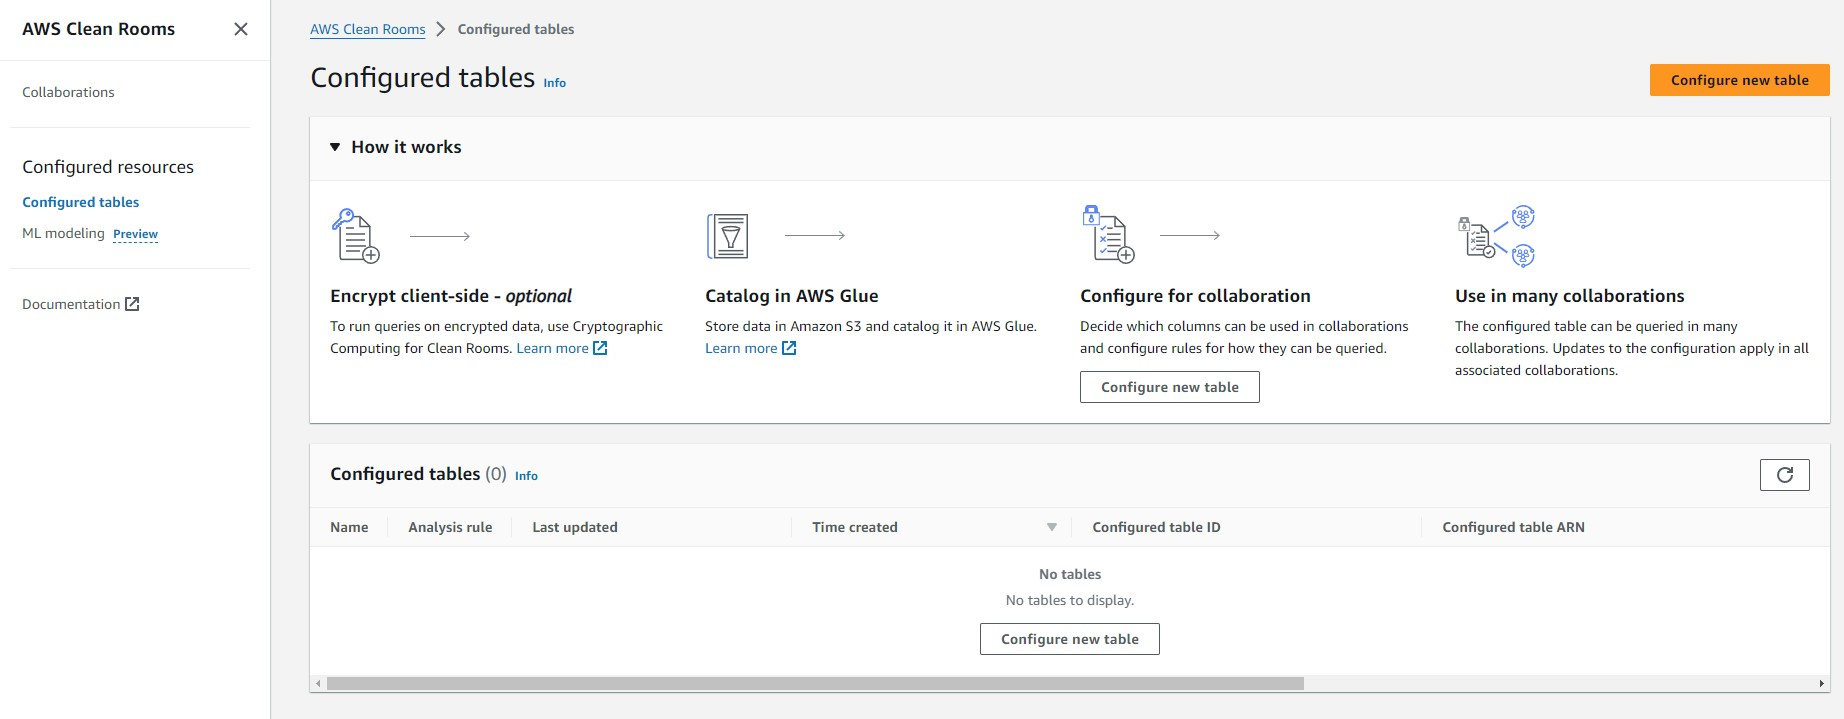 AWS Clean Rooms
Collaborations
Configured resources
Configured tables
ML modeling Preview
Documentation
AWS Clean Rooms > Configured tables
Configured tables Info
Configure new table
How it works
Encrypt client-side - optional
To run queries on encrypted data, use Cryptographic
Computing for Clean Rooms. Learn more
Catalog in AWS Glue
Store data in Amazon S3 and catalog it in AWS Glue.
Learn more
Configure for collaboration
Decide which columns can be used in collaborations
and configure rules for how they can be queried.
Configure new table
Use in many collaborations
The configured table can be queried in many
collaborations. Updates to the configuration apply in all
associated collaborations.
Configured tables (0) Info
Name Analysis rule Last updated Time created Configured table ID Configured table ARN
No tables
No tables to display.
Configure new table